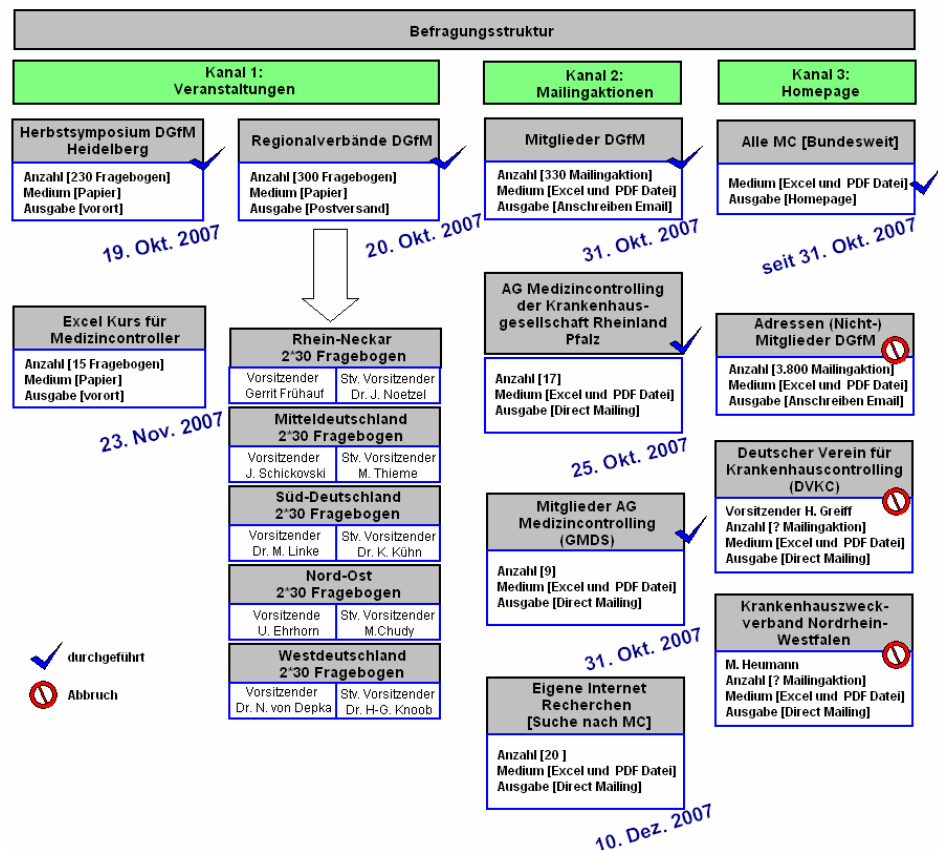 Befragungsstruktur
Kanal 1:
Veranstaltungen
Herbstsymposium DGfM
Heidelberg
Anzahl [230 Fragebogen]
Medium [Papier]
Ausgabe [vorort]
19. Okt. 2007
Regionalverbände DGfM
Anzahl [300 Fragebogen]
Medium [Papier]
Ausgabe [Postversand]
20. Okt. 2007
Excel Kurs für
Medizincontroller
Anzahl [15 Fragebogen]
Medium [Papier]
Ausgabe [vorort]
23. Nov. 2007
Rhein-Neckar
2*30 Fragebogen
Vorsitzender
Gerrit Frühauf
Stv. Vorsitzender
Dr. J. Noetzel
Mitteldeutschland
2*30 Fragebogen
Vorsitzender
J. Schickovski
Stv. Vorsitzender
M. Thieme
Süd-Deutschland
2*30 Fragebogen
Vorsitzender
Dr. M. Linke
Stv. Vorsitzender
Dr. K. Kühn
Nord-Ost
2*30 Fragebogen
Vorsitzende
U. Ehrhorn
Stv. Vorsitzender
M.Chudy
Westdeutschland
2*30 Fragebogen
Vorsitzender
Dr. N. von Depka
Stv. Vorsitzender
Dr. H-G. Knoob
durchgeführt
Abbruch
Kanal 2:
Mailingaktionen
Mitglieder DGfM
Anzahl [330 Mailingaktion]
Medium [Excel und PDF Datei]
Ausgabe [Anschreiben Email]
31. Okt. 2007
AG Medizincontrolling
der Krankenhaus-
gesellschaft Rheinland
Pfalz
Anzahl [17]
Medium [Excel und PDF Datei]
Ausgabe [Direct Mailing]
25. Okt. 2007
Mitglieder AG
Medizincontrolling
(GMDS)
Anzahl [9]
Medium [Excel und PDF Datei]
Ausgabe [Direct Mailing]
31. Okt. 2007
Eigene Internet
Recherchen
[Suche nach MC]
Anzahl [20 ]
Medium [Excel und PDF Datei]
Ausgabe [Direct Mailing]
10. Dez. 2007
Kanal 3:
Homepage
Alle MC [Bundesweit]
Medium [Excel und PDF Datei]
Ausgabe [Homepage]
seit 31. Okt. 2007
Adressen (Nicht-)
Mitglieder DGfM
Anzahl [3.800 Mailingaktion]
Medium [Excel und PDF Datei]
Ausgabe [Anschreiben Email]
Deutscher Verein für
Krankenhauscontrolling
(DVKC)
Vorsitzender H. Greiff
Anzahl [? Mailingaktion]
Medium [Excel und PDF Datei]
Ausgabe [Direct Mailing]
Krankenhauszweck-
verband Nordrhein-
Westfalen
M. Heumann
Anzahl [? Mailingaktion]
Medium [Excel und PDF Datei]
Ausgabe [Direct Mailing]